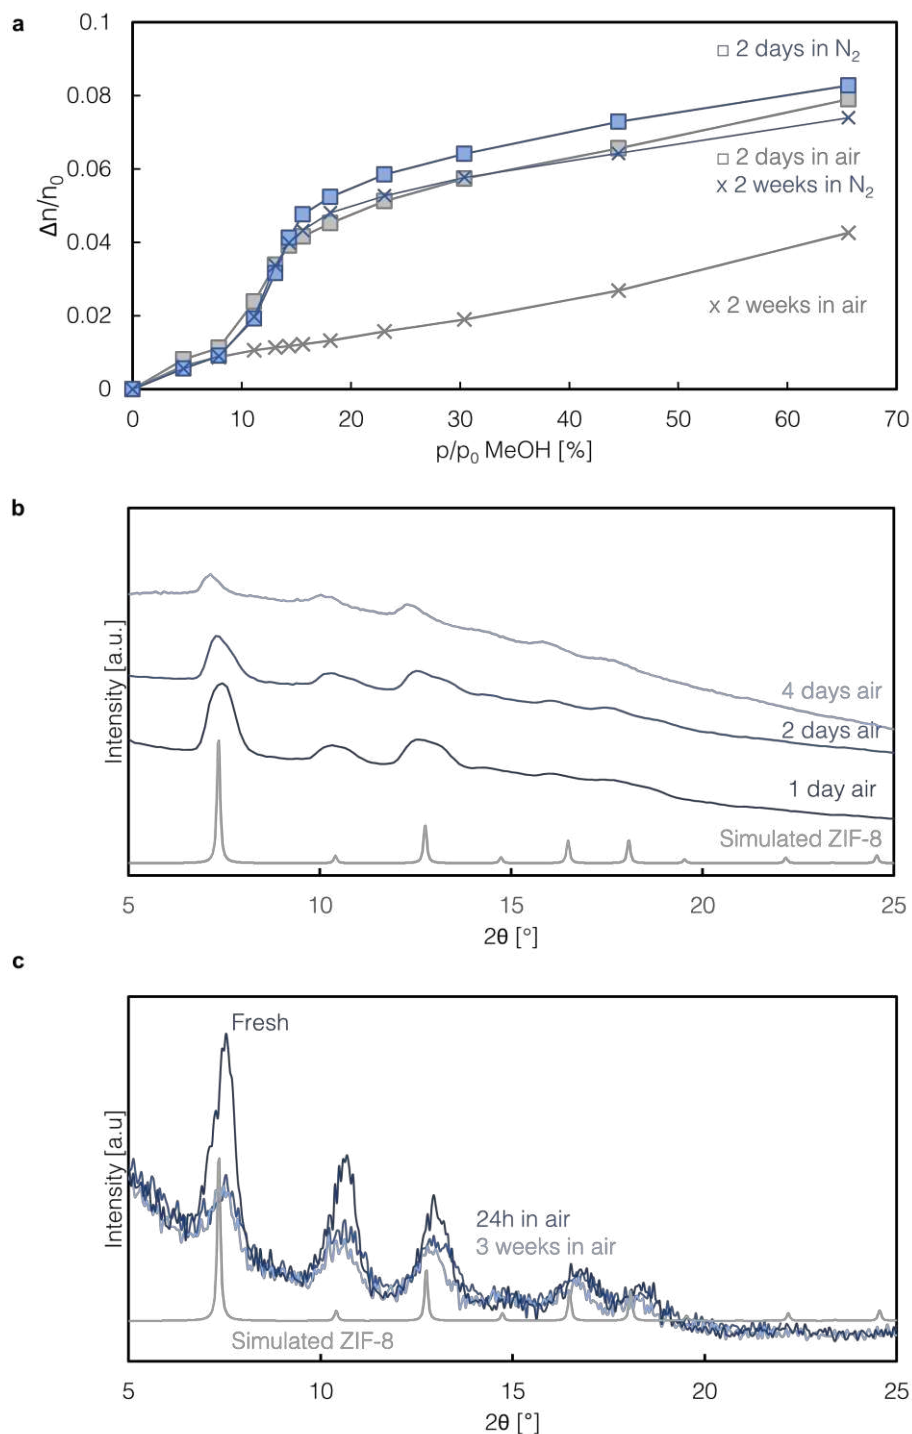 a
0.1
0.08
0.06
0.04
0.02
0
Δn/n₀
□ 2 days in N₂
□ 2 days in air
x 2 weeks in N₂
x 2 weeks in air
0 10 20 30 40 50 60 70
p/p₀ MeOH [%]
b
Intensity [a.u.]
4 days air
2 days air
1 day air
Simulated ZIF-8
5 10 15 20 25
2θ [°]
c
Intensity [a.u]
Fresh
24h in air
3 weeks in air
Simulated ZIF-8
5 10 15 20 25
2θ [°]